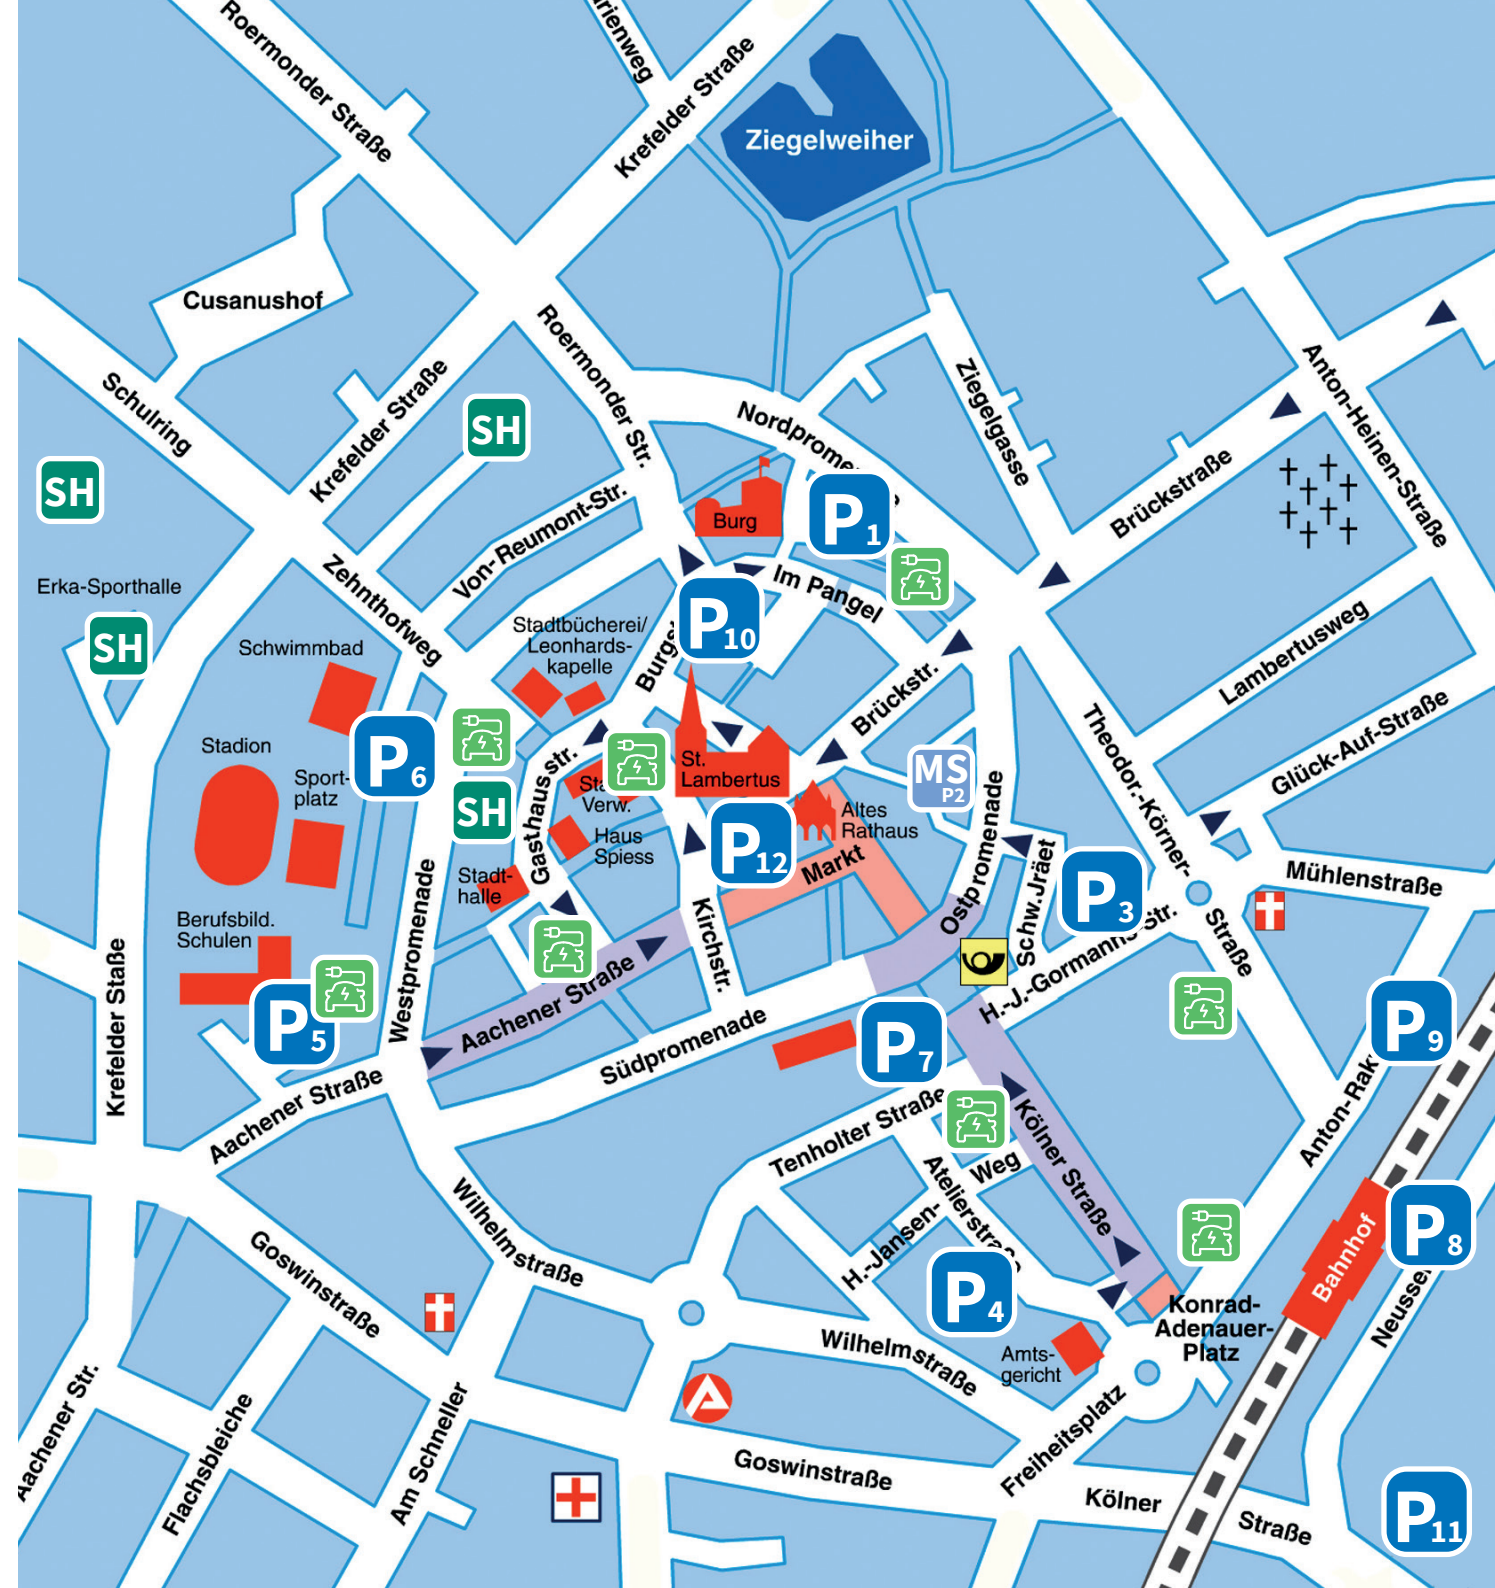 Roermonder Straße
Krefelder Straße
Ziegelweiher
Cusanushof
Schulring
Krefelder Straße
SH
Roermonder Str.
Nordpromen
Ziegelgasse
Anton-Heinen-Straße
Brückstraße
SH
Von-Reumont-Str.
Burg
P1
Zehnthofweg
Erka-Sporthalle
SH
Im Pangel
P10
Stadtbücherei/
Leonhards-
kapelle
Schwimmbad
Lambertusweg
Glück-Auf-Straße
Brückstr.
Theodor.-Körner-
Straße
Stadion
Sport-
platz
P6
SH
Gasthausstr.
St.
Lambertus
MS
P2
Verw.
Haus
Spiess
P12
Altes
Rathaus
Markt
Ostpromenade
Schw.Jräet
P3
Mühlenstraße
Stadt-
halle
Berufsbild.
Schulen
Westpromenade
Krefelder Staße
Kirchstr.
H.-J.-Gormanns-Str.
Aachener Straße
P5
Südpromenade
P7
P9
Aachener Straße
Tenholter Straße
Kölner Straße
Anton-Rak
Wilhelmstraße
Atelierstraße
H.-Jansen-
Weg
Goswinstraße
P4
Bahnhof
P8
Konrad-
Adenauer-
Platz
Wilhelmstraße
Amts-
gericht
Freiheitsplatz
Aachener Str.
Flachsbleiche
Am Schneller
Goswinstraße
Kölner
Straße
P11